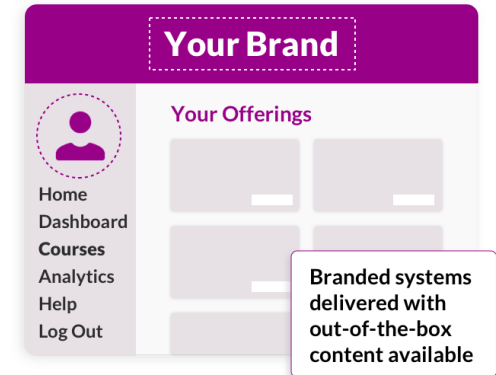 Your Brand
Your Offerings
Home
Dashboard
Courses
Analytics
Help
Log Out
Branded systems
delivered with
out-of-the-box
content available